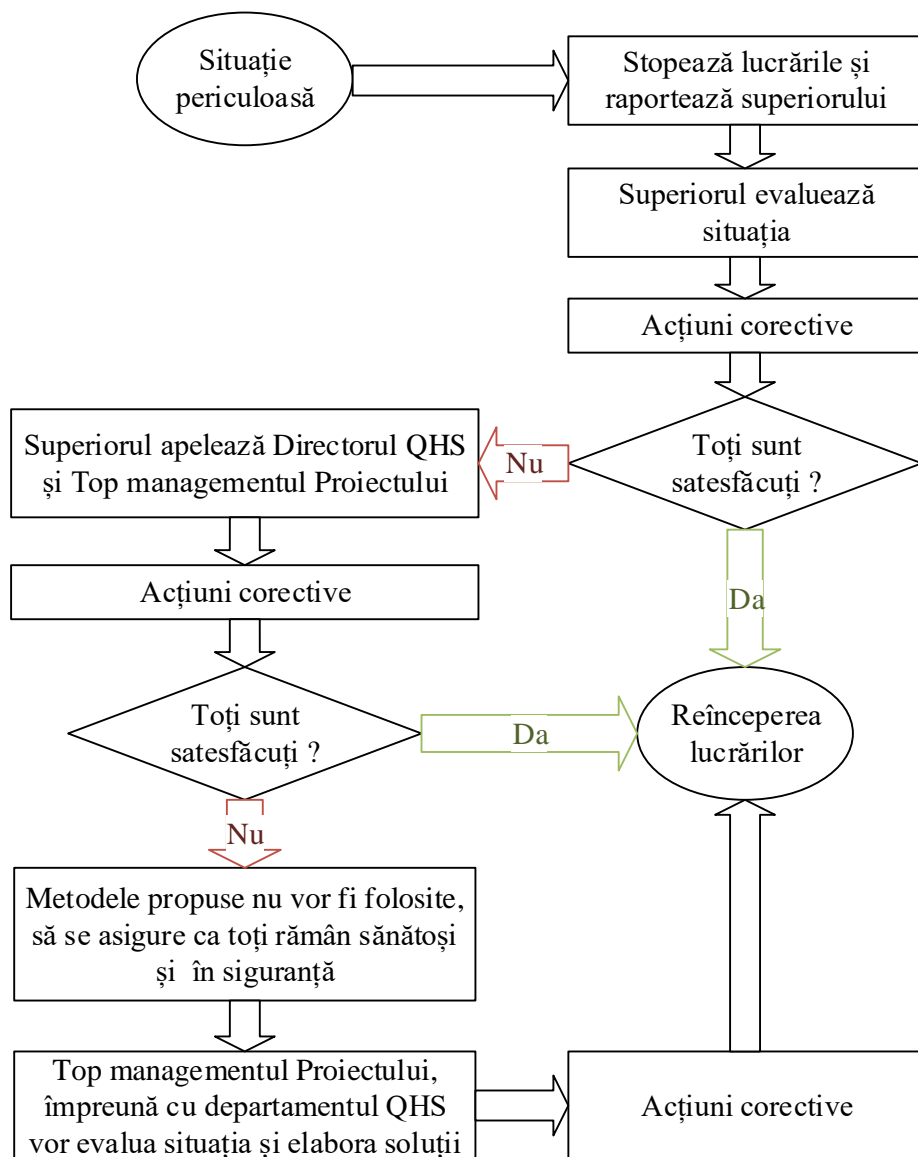 Situație
periculoasă
Stopează lucrările și
raportează superiorului
Superiorul evaluează
situația
Acțiuni corective
Toți sunt
satesfăcuți ?
Nu
Superiorul apelează Directorul QHS
și Top managementul Proiectului
Da
Acțiuni corective
Toți sunt
satesfăcuți ?
Da
Reînceperea
lucrărilor
Nu
Metodele propuse nu vor fi folosite,
să se asigure ca toți rămân sănătoși
și în siguranță
Top managementul Proiectului,
împreună cu departamentul QHS
vor evalua situația și elabora soluții
Acțiuni corective